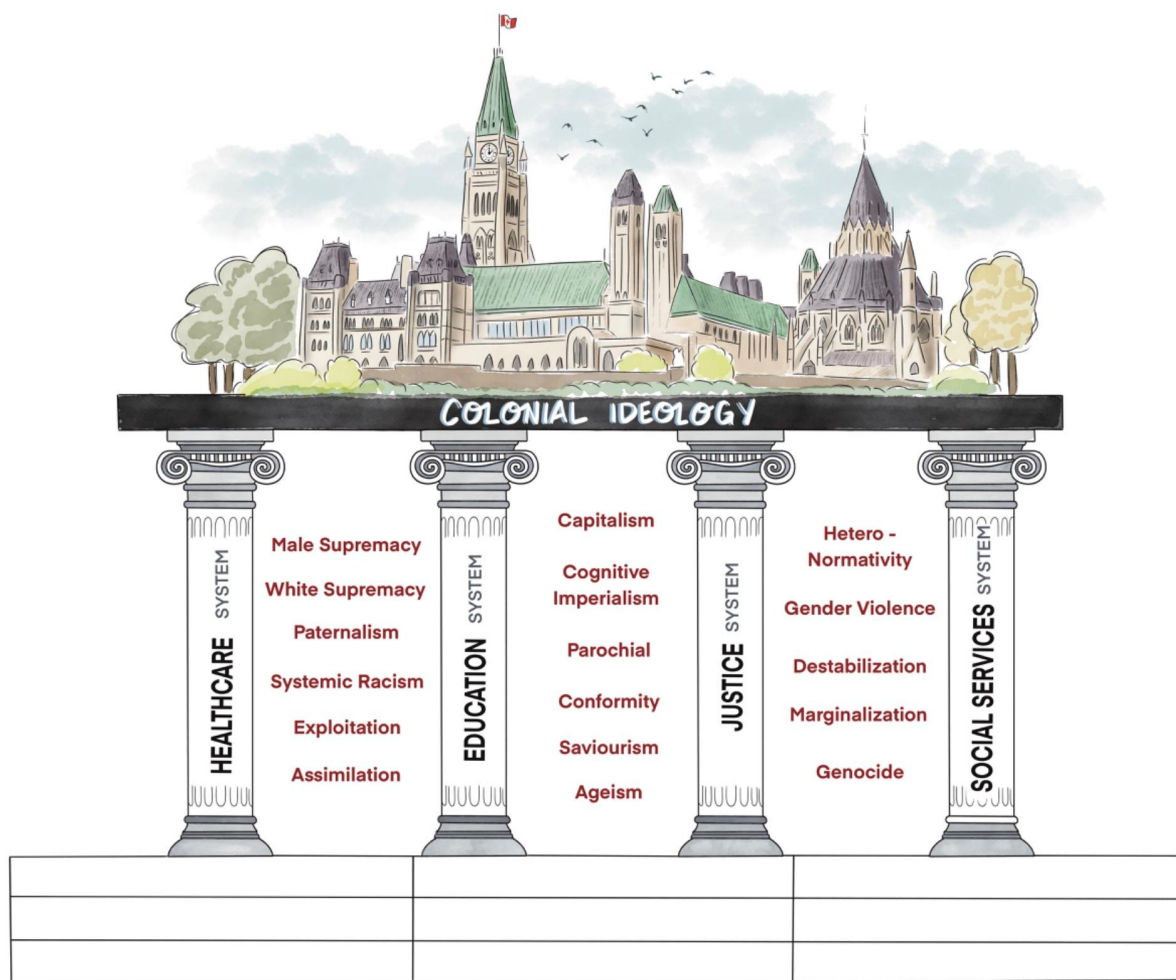 COLONIAL IDEOLOGY
HEALTHCARE SYSTEM
Male Supremacy
White Supremacy
Paternalism
Systemic Racism
Exploitation
Assimilation
EDUCATION SYSTEM
Capitalism
Cognitive
Imperialism
Parochial
Conformity
Saviourism
Ageism
JUSTICE SYSTEM
Hetero -
Normativity
Gender Violence
Destabilization
Marginalization
Genocide
SOCIAL SERVICES SYSTEM